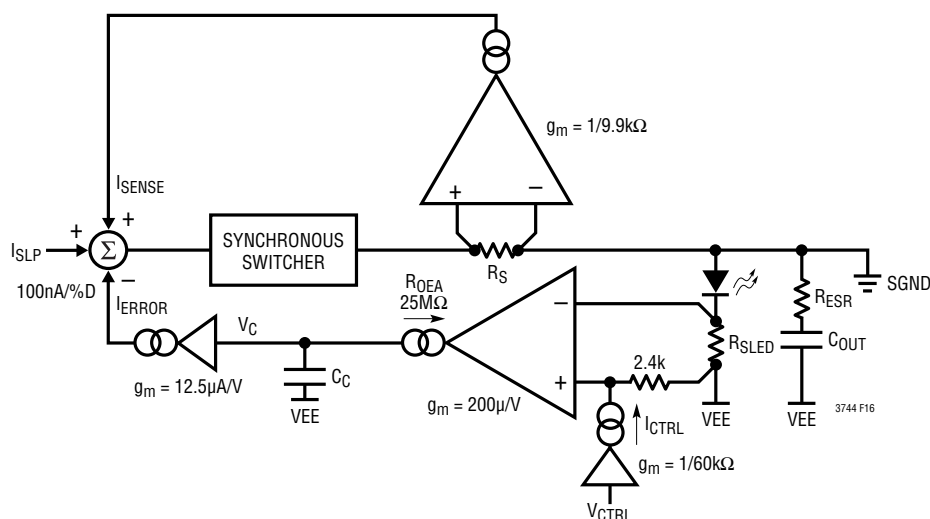 gm = 1/9.9kΩ
+
−
ISENSE
+
+
ISLP
Σ
−
100nA/%D
IERROR
SYNCHRONOUS
SWITCHER
RS
SGND
RESR
COUT
VEE
ROEA
25MΩ
VC
gm = 12.5µA/V
CC
VEE
−
+
gm = 200µ/V
2.4k
RSLED
VEE
ICTRL
gm = 1/60kΩ
VCTRL
3744 F16